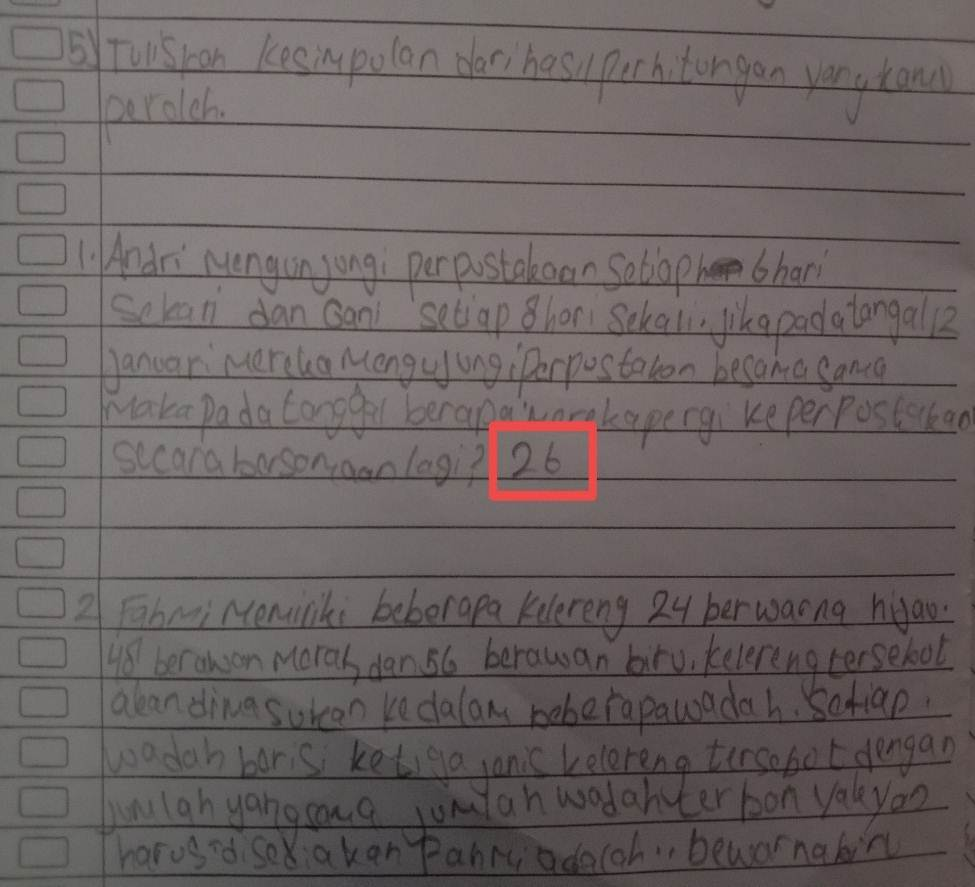 5) Tuliskan kesimpulan dari hasil perhitungan yang kamu
peroleh.
1. Andri mengunjungi perpustakaan Setiap 6 hari
Sekali dan Gani setiap 8 hari Sekali. Jika pada tanggal 12
Januari mereka mengujungi perpustakan besama sama
Maka pada tanggal berapa mereka pergi ke perpustakan
secara bersamaan lagi? 26
2 Fahmi Memiliki beberapa kelereng 24 berwarna hijau.
48 berawan Merah dan 56 berawan biru. kelereng tersebut
akan dimasukan kedalam beberapa wadah. Setiap.
wadah berisi ketiga jenis kelereng tersebut dengan
jumlah yang sama jumlah wadah terbanyak yan
harus disediakan Fahmi adalah .. bewarna biru